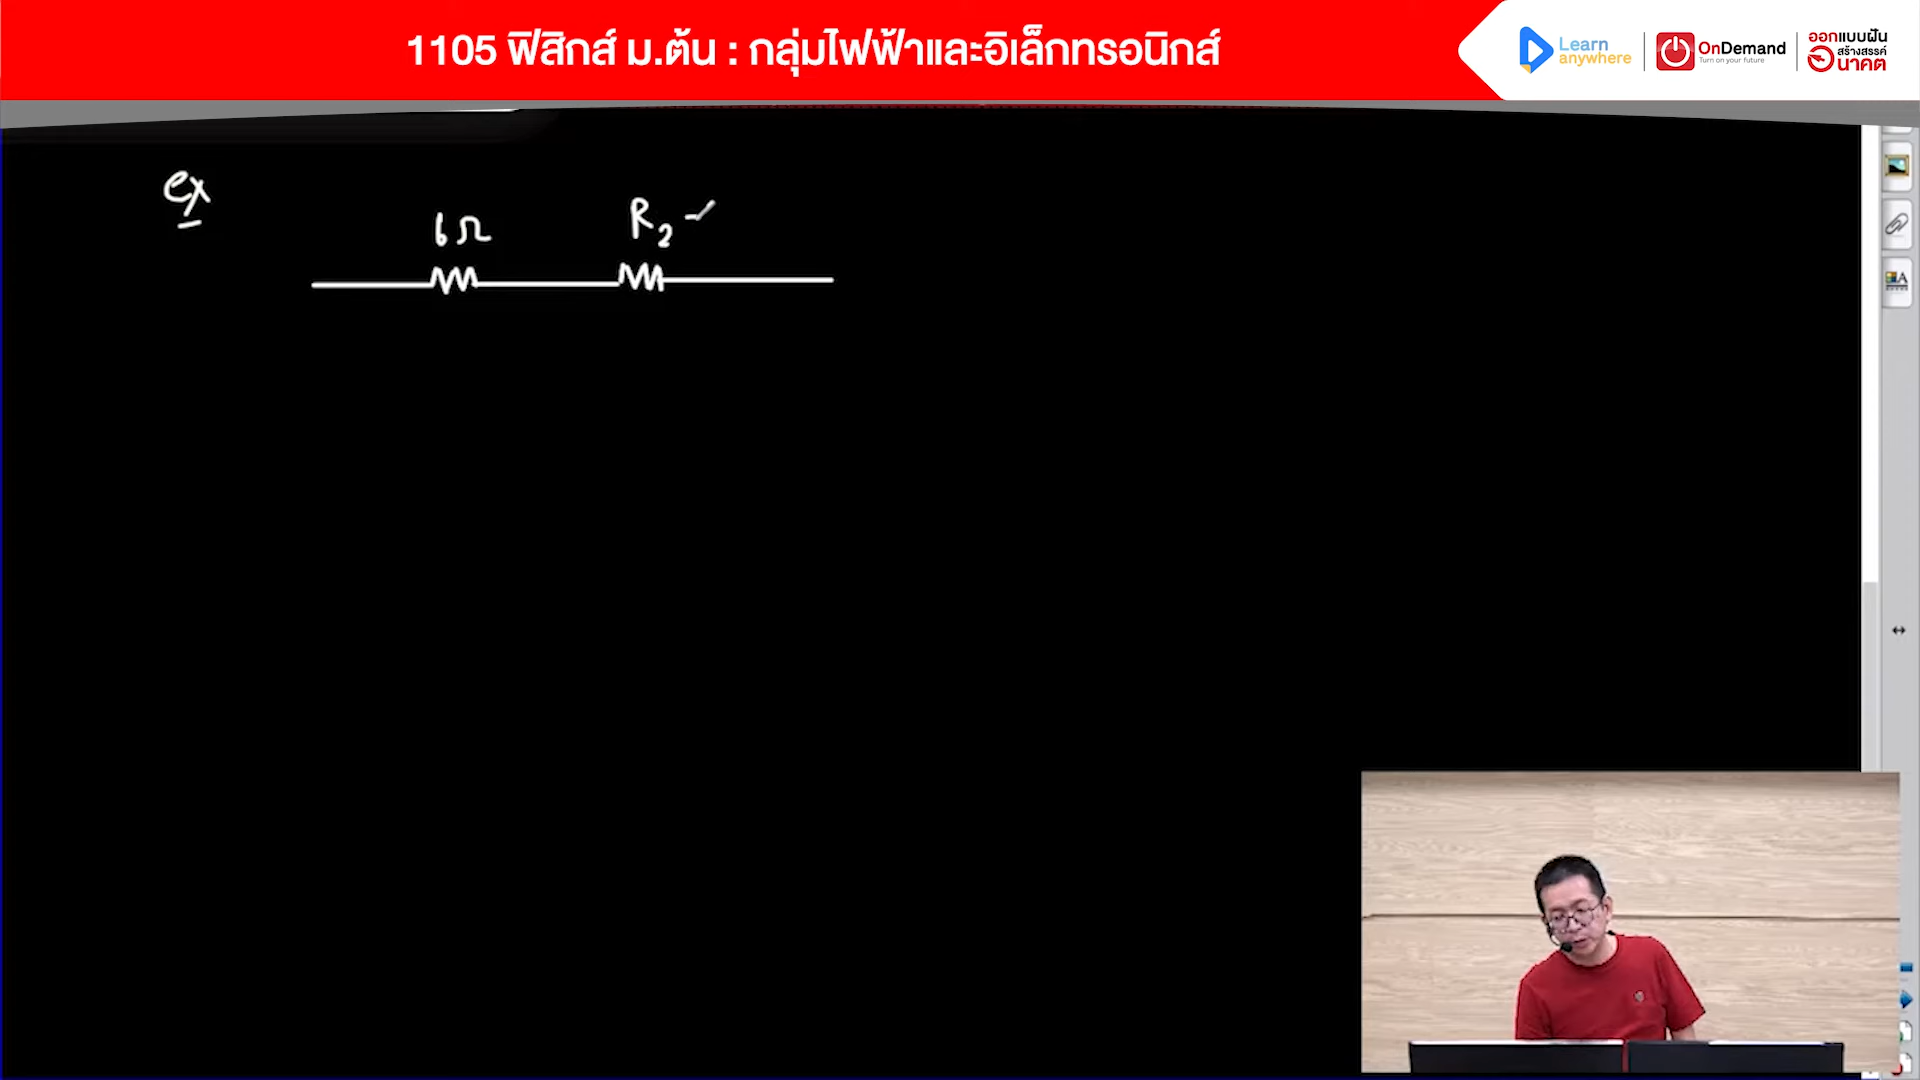 1105 ฟิสิกส์ ม.ต้น : กลุ่มไฟฟ้าและอิเล็กทรอนิกส์
Learn anywhere
OnDemand
Turn on your future
ออกแบบฝัน
สร้างสรรค์
อนาคต
ex
6Ω
R2